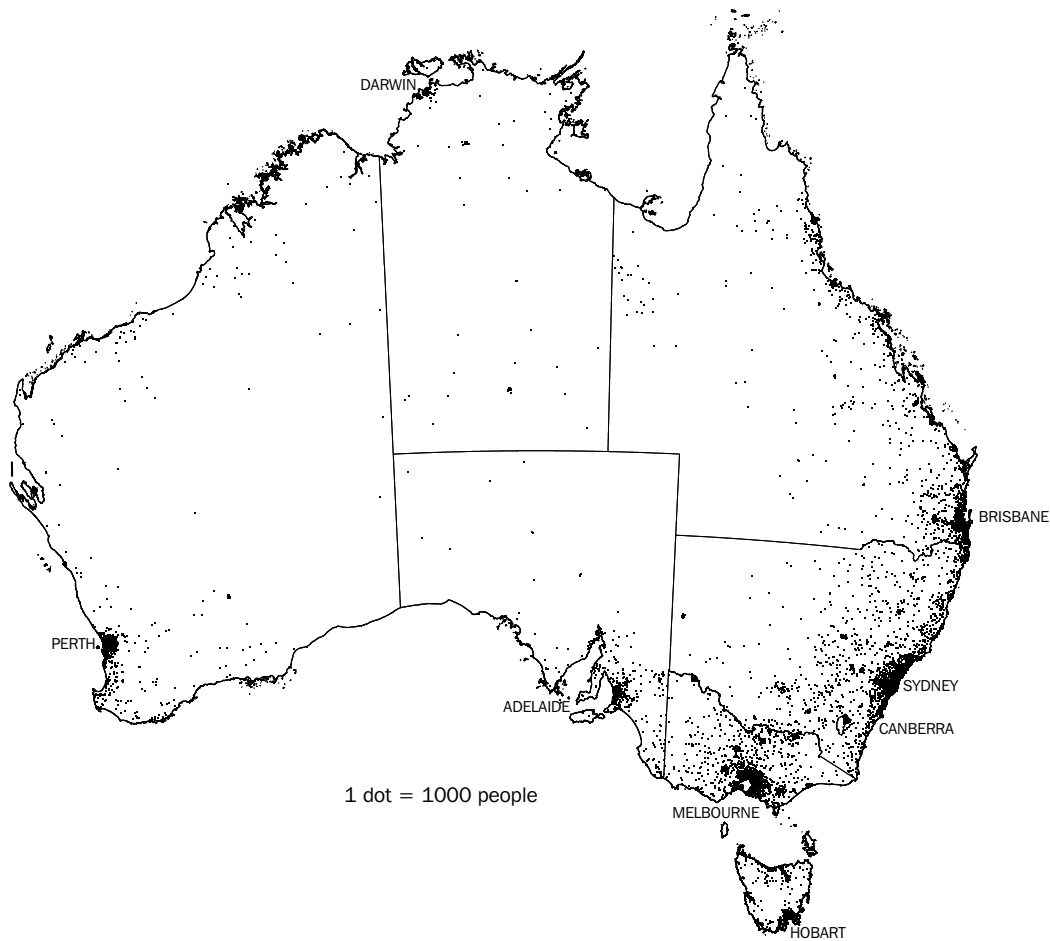 DARWIN
BRISBANE
PERTH
SYDNEY
ADELAIDE
CANBERRA
1 dot = 1000 people
MELBOURNE
HOBART